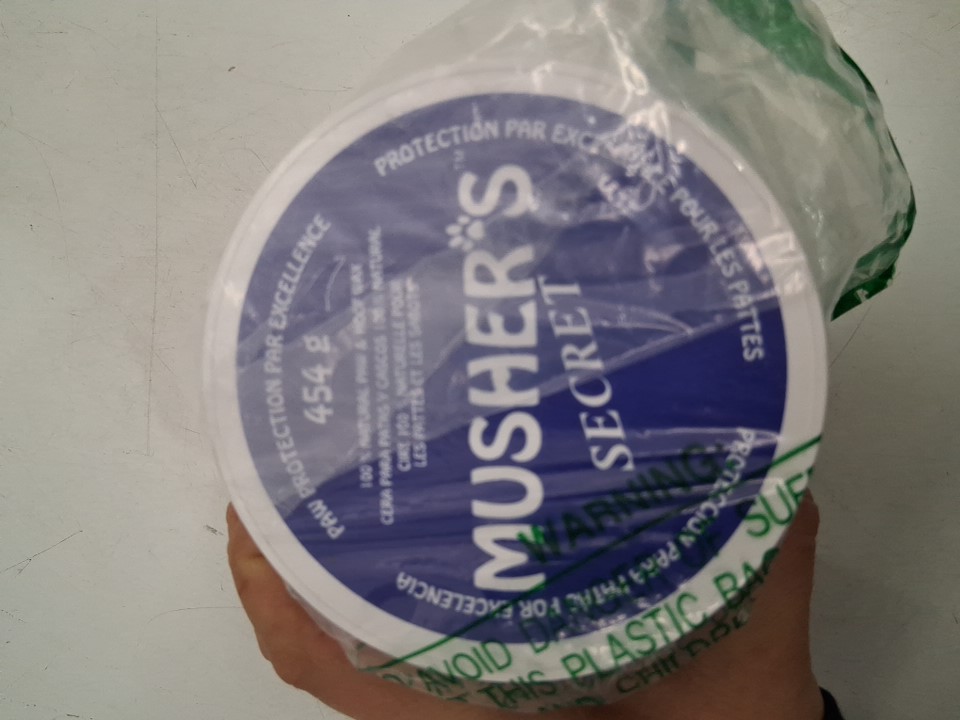 MUSHER'S
SECRET
100% NATURAL PAW & HOOF WAX
CERA PARA PATAS Y CASCOS 100% NATURAL
CIRE 100% NATURELLE POUR
LES PATTES ET LES SABOTS
454 g
PAW PROTECTION PAR EXCELLENCE
PROTECTION PAR EXCELLENCE POUR LES PATTES
PROTECCION PARA PATAS POR EXCELENCIA
WARNING:
AVOID DANGER OF SUF
THIS PLASTIC BAG
AND CHILDRE